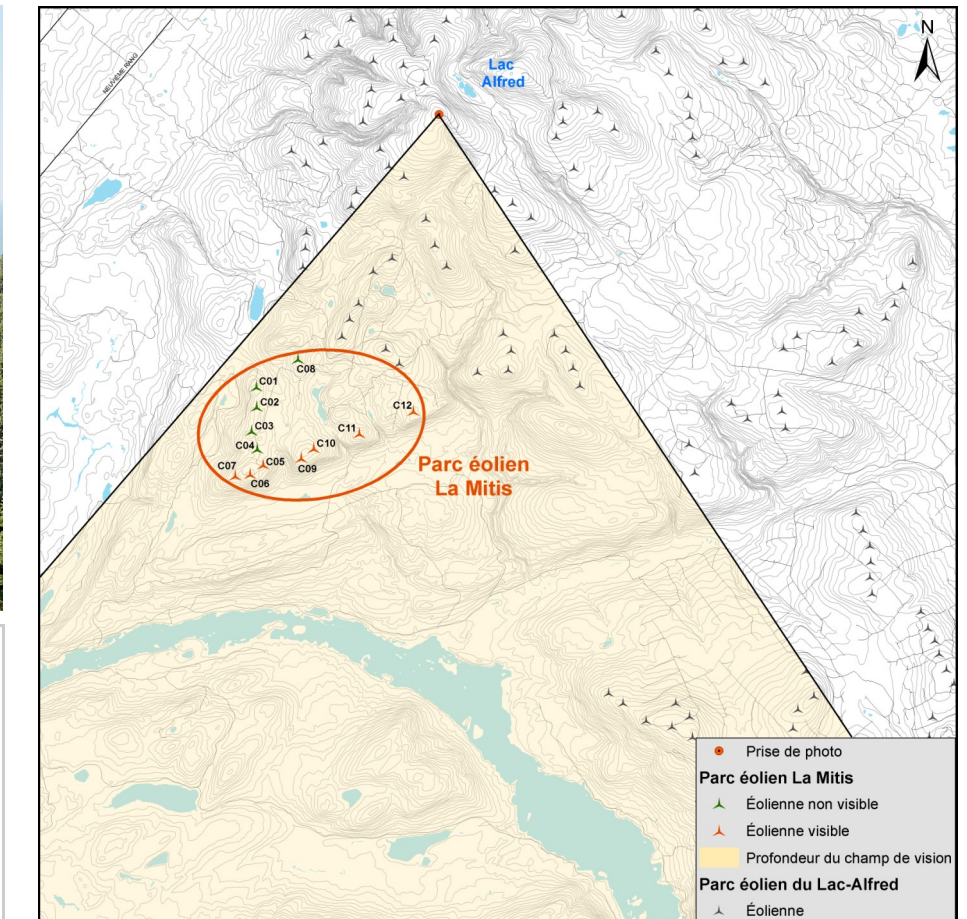 N
NEUVIÈME RANG
Lac
Alfred
C08
C01
C02
C12
C03
C11
C04
C10
C07
C05
C09
C06
Parc éolien
La Mitis
Prise de photo
Parc éolien La Mitis
Éolienne non visible
Éolienne visible
Profondeur du champ de vision
Parc éolien du Lac-Alfred
Éolienne